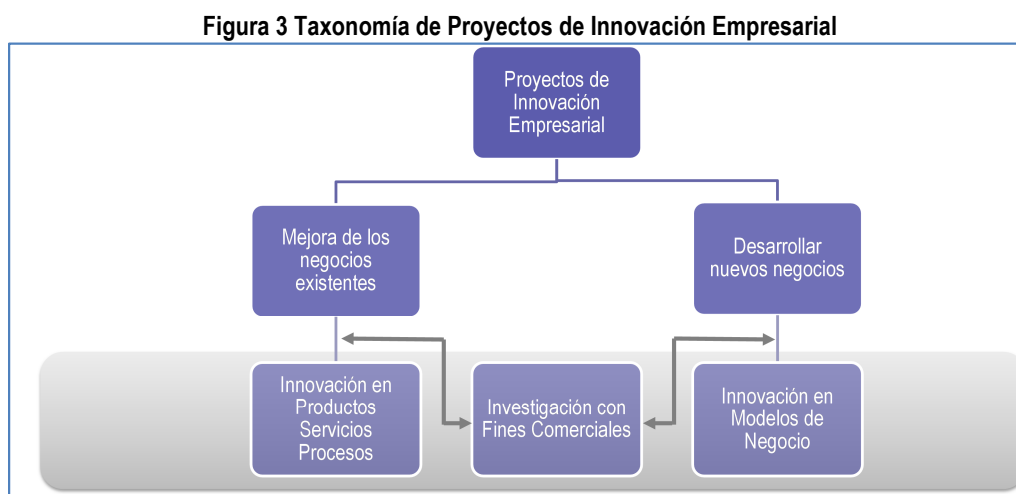 Figura 3 Taxonomía de Proyectos de Innovación Empresarial
Proyectos de
Innovación
Empresarial
Mejora de los
negocios
existentes
Desarrollar
nuevos negocios
Innovación en
Productos
Servicios
Procesos
Investigación con
Fines Comerciales
Innovación en
Modelos de
Negocio